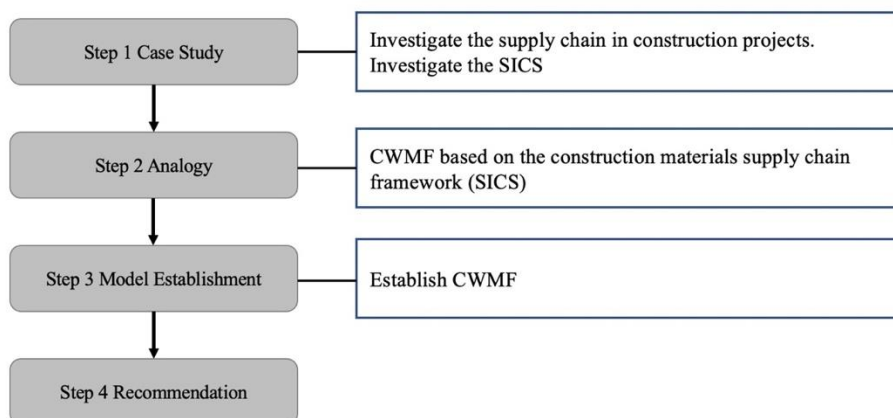 Step 1 Case Study
Investigate the supply chain in construction projects.
Investigate the SICS
Step 2 Analogy
CWMF based on the construction materials supply chain
framework (SICS)
Step 3 Model Establishment
Establish CWMF
Step 4 Recommendation